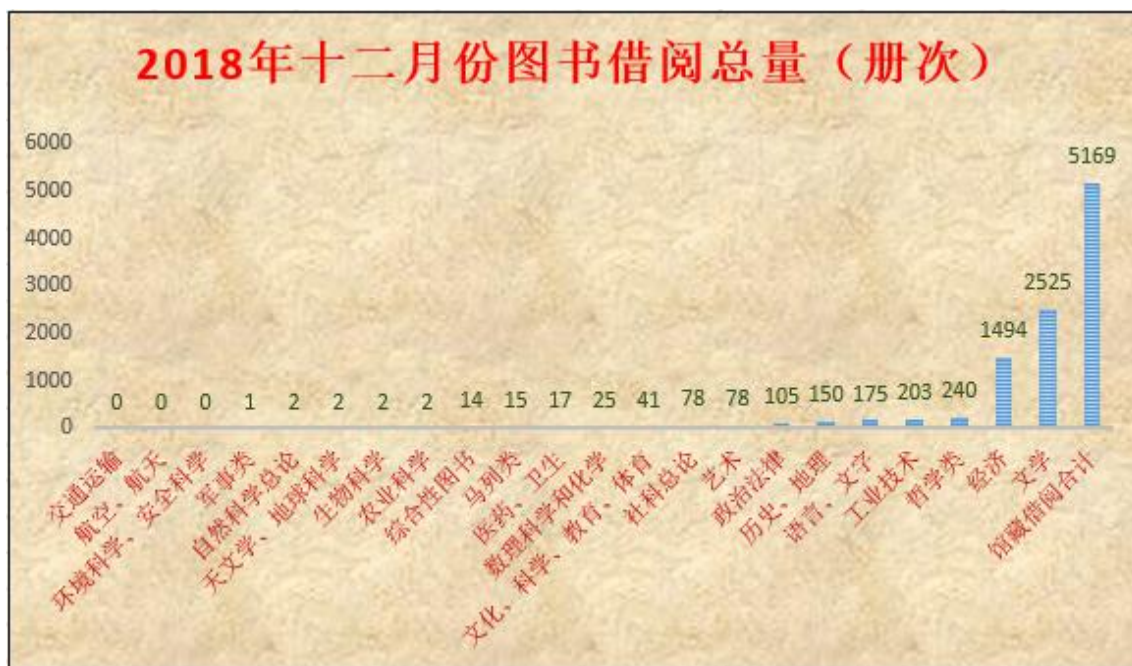 2018年十二月份图书借阅总量（册次）
6000
5000
4000
3000
2000
1000
0
0
0
0
1
2
2
2
2
14
15
17
25
41
78
78
105
150
175
203
240
1494
2525
5169
交通运输
航空、航天
环境科学、安全科学
军事类
自然科学总论
天文学、地球科学
生物科学
农业科学
综合性图书
马列类
医药、卫生
数理科学和化学
文化、科学、教育、体育
社科总论
艺术
政治法律
历史、地理
语言、文字
工业技术
哲学类
经济
文学
馆藏借阅合计